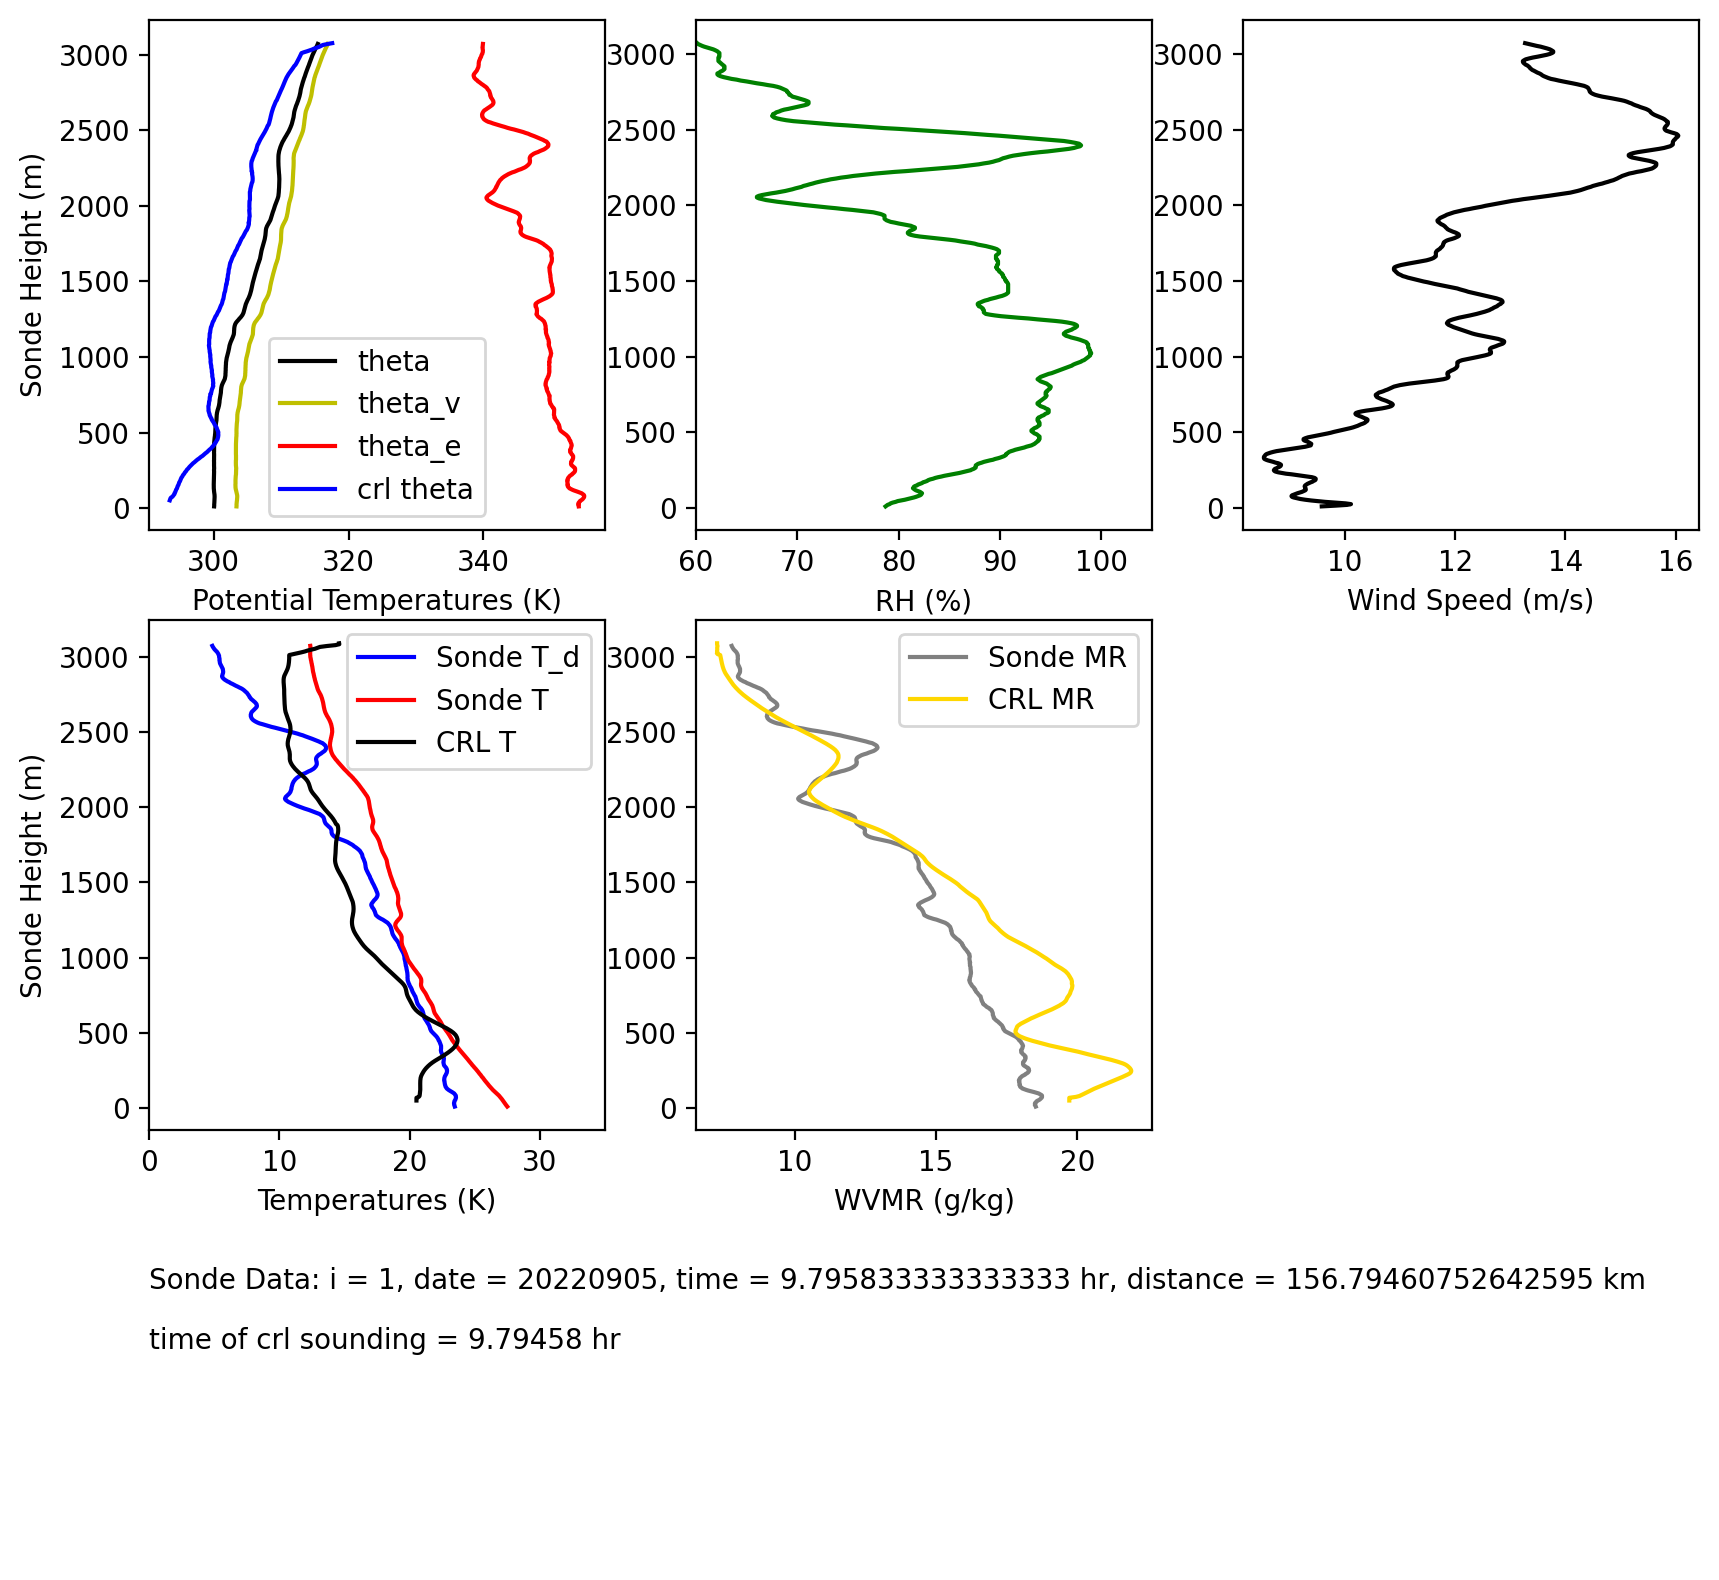 3000
2500
2000
1500
1000
500
0
Sonde Height (m)
300 320 340
Potential Temperatures (K)
theta
theta_v
theta_e
crl theta
3000
2500
2000
1500
1000
500
0
60 70 80 90 100
RH (%)
3000
2500
2000
1500
1000
500
0
10 12 14 16
Wind Speed (m/s)
3000
2500
2000
1500
1000
500
0
Sonde Height (m)
0 10 20 30
Temperatures (K)
Sonde T_d
Sonde T
CRL T
3000
2500
2000
1500
1000
500
0
10 15 20
WVMR (g/kg)
Sonde MR
CRL MR
Sonde Data: i = 1, date = 20220905, time = 9.795833333333333 hr, distance = 156.79460752642595 km
time of crl sounding = 9.79458 hr